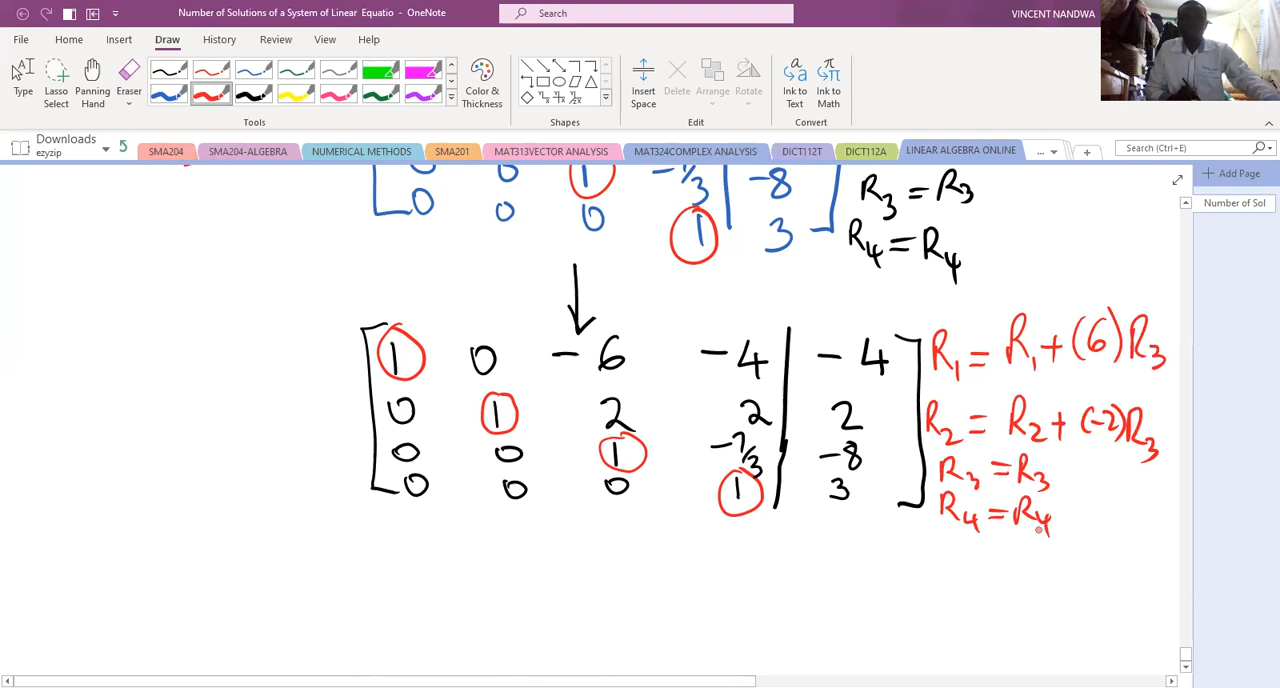 Number of Solutions of a System of Linear Equatio - OneNote
Search
VINCENT NANDWA
File Home Insert Draw History Review View Help
Type Lasso Select Panning Hand Eraser Color & Thickness Insert Space Delete Arrange Rotate Ink to Text Ink to Math
Tools Shapes Edit Convert
Downloads
ezyzip
SMA204 SMA204-ALGEBRA NUMERICAL METHODS SMA201 MAT313VECTOR ANALYSIS MAT324COMPLEX ANALYSIS DICT112T DICT112A LINEAR ALGEBRA ONLINE ... Search (Ctrl+E)
Add Page
Number of Sol
0 0 1 -7/3 | -8 R3 = R3
0 0 0 1 | 3 R4 = R4
1 0 -6 -4 | -4 R1 = R1 + (6)R3
0 1 2 2 | 2 R2 = R2 + (-2)R3
0 0 1 -7/3 | -8 R3 = R3
0 0 0 1 | 3 R4 = R4